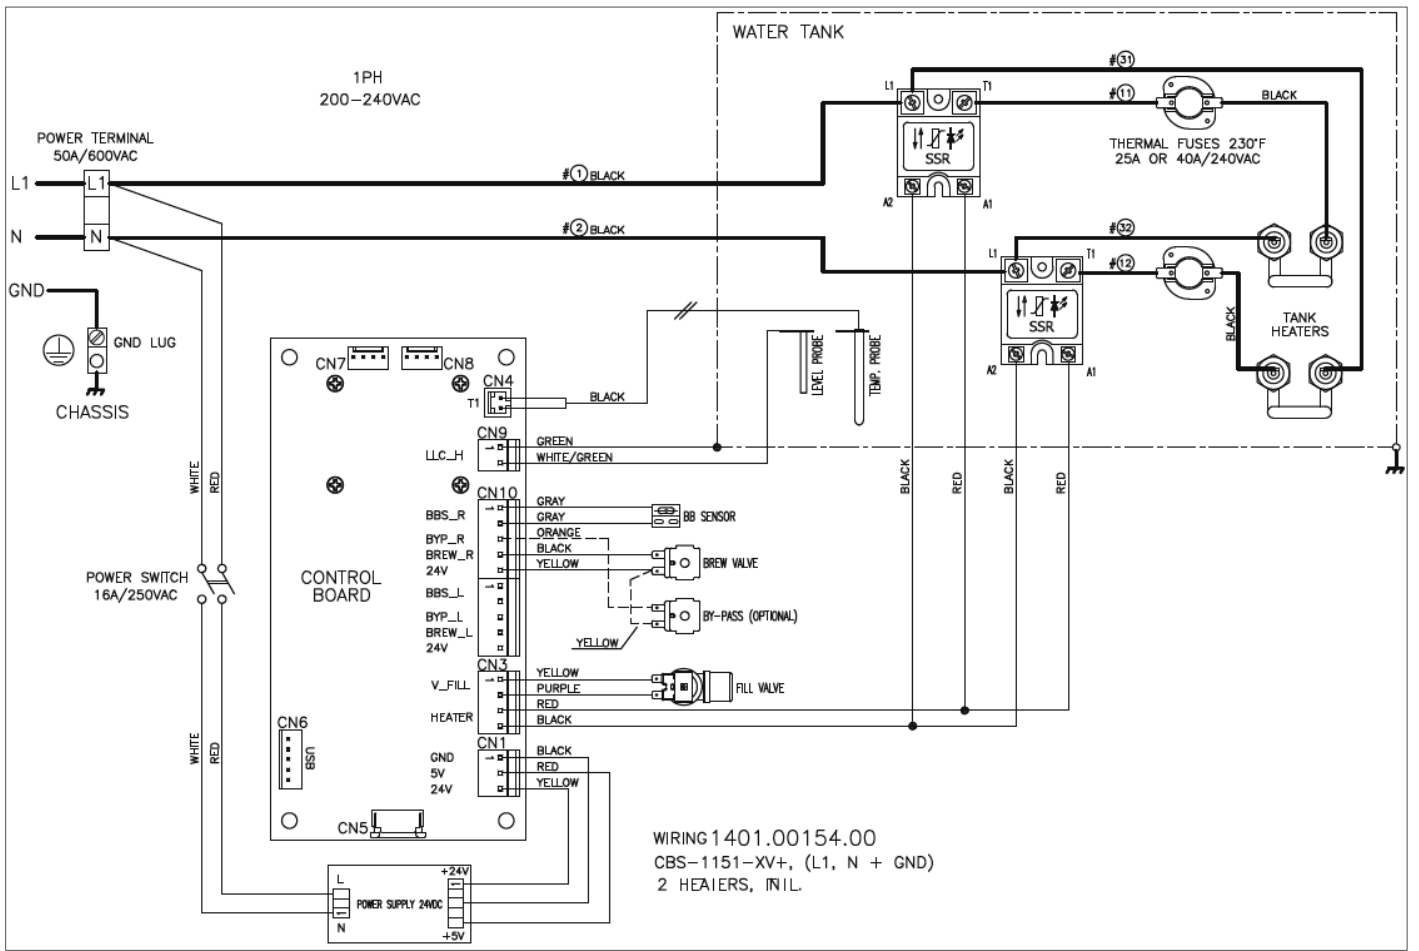 WATER TANK
1PH
200-240VAC
POWER TERMINAL
50A/600VAC
L1
L1
N
N
#1 BLACK
#2 BLACK
GND
GND LUG
CHASSIS
L1
T1
SSR
A2
A1
#31
#11
BLACK
THERMAL FUSES 230°F
25A OR 40A/240VAC
#32
#12
L1
T1
SSR
A2
A1
BLACK
TANK
HEATERS
LEVEL PROBE
TEMP. PROBE
CN7
CN8
CN4
T1
BLACK
CN9
LLC_H
GREEN
WHITE/GREEN
CN10
BBS_R
BYP_R
BREW_R
24V
BBS_L
BYP_L
BREW_L
24V
GRAY
GRAY
ORANGE
BLACK
YELLOW
BB SENSOR
BREW VALVE
BY-PASS (OPTIONAL)
YELLOW
BLACK
RED
BLACK
RED
WHITE
RED
POWER SWITCH
16A/250VAC
CONTROL
BOARD
CN3
V_FILL
HEATER
YELLOW
PURPLE
RED
BLACK
FILL VALVE
WHITE
RED
CN6
USB
CN1
GND
5V
24V
BLACK
RED
YELLOW
CN5
L
N
POWER SUPPLY 24VDC
+24V
+5V
WIRING 1401.00154.00
CBS-1151-XV+, (L1, N + GND)
2 HEAIERS,